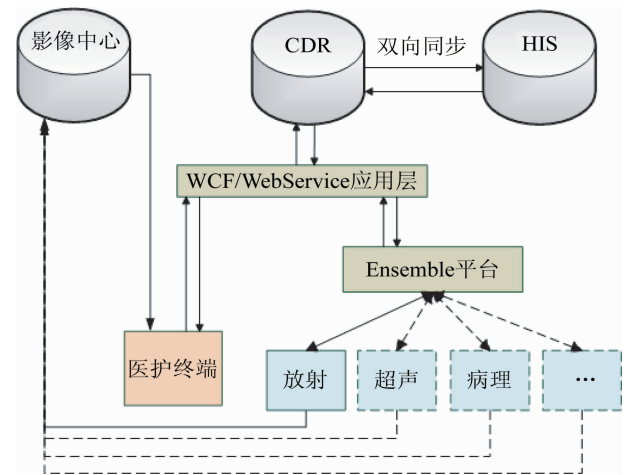 影像中心
CDR
双向同步
HIS
WCF/WebService应用层
Ensemble平台
医护终端
放射
超声
病理
...